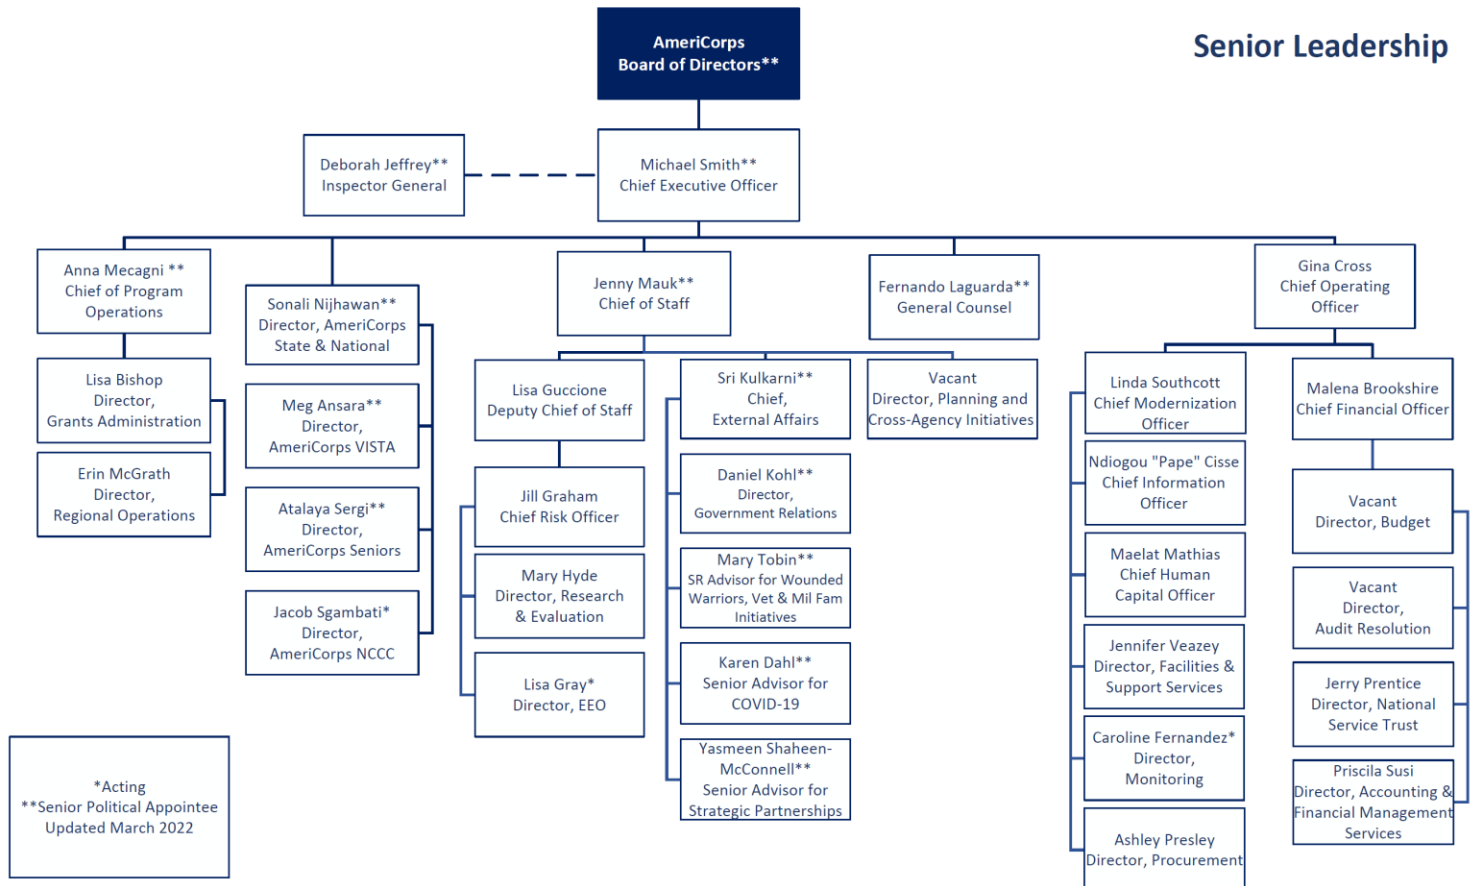 Senior Leadership
AmeriCorps
Board of Directors**
Deborah Jeffrey**
Inspector General
Michael Smith**
Chief Executive Officer
Anna Mecagni **
Chief of Program
Operations
Lisa Bishop
Director,
Grants Administration
Erin McGrath
Director,
Regional Operations
Sonali Nijhawan**
Director, AmeriCorps
State & National
Meg Ansara**
Director,
AmeriCorps VISTA
Atalaya Sergi**
Director,
AmeriCorps Seniors
Jacob Sgambati*
Director,
AmeriCorps NCCC
Jenny Mauk**
Chief of Staff
Lisa Guccione
Deputy Chief of Staff
Jill Graham
Chief Risk Officer
Mary Hyde
Director, Research
& Evaluation
Lisa Gray*
Director, EEO
Sri Kulkarni**
Chief,
External Affairs
Daniel Kohl**
Director,
Government Relations
Mary Tobin**
SR Advisor for Wounded
Warriors, Vet & Mil Fam
Initiatives
Karen Dahl**
Senior Advisor for
COVID-19
Yasmeen Shaheen-
McConnell**
Senior Advisor for
Strategic Partnerships
Vacant
Director, Planning and
Cross-Agency Initiatives
Fernando Laguarda**
General Counsel
Gina Cross
Chief Operating
Officer
Linda Southcott
Chief Modernization
Officer
Ndiogou "Pape" Cisse
Chief Information
Officer
Maelat Mathias
Chief Human
Capital Officer
Jennifer Veazey
Director, Facilities &
Support Services
Caroline Fernandez*
Director,
Monitoring
Ashley Presley
Director, Procurement
Malena Brookshire
Chief Financial Officer
Vacant
Director, Budget
Vacant
Director,
Audit Resolution
Jerry Prentice
Director, National
Service Trust
Priscila Susi
Director, Accounting &
Financial Management
Services
*Acting
**Senior Political Appointee
Updated March 2022